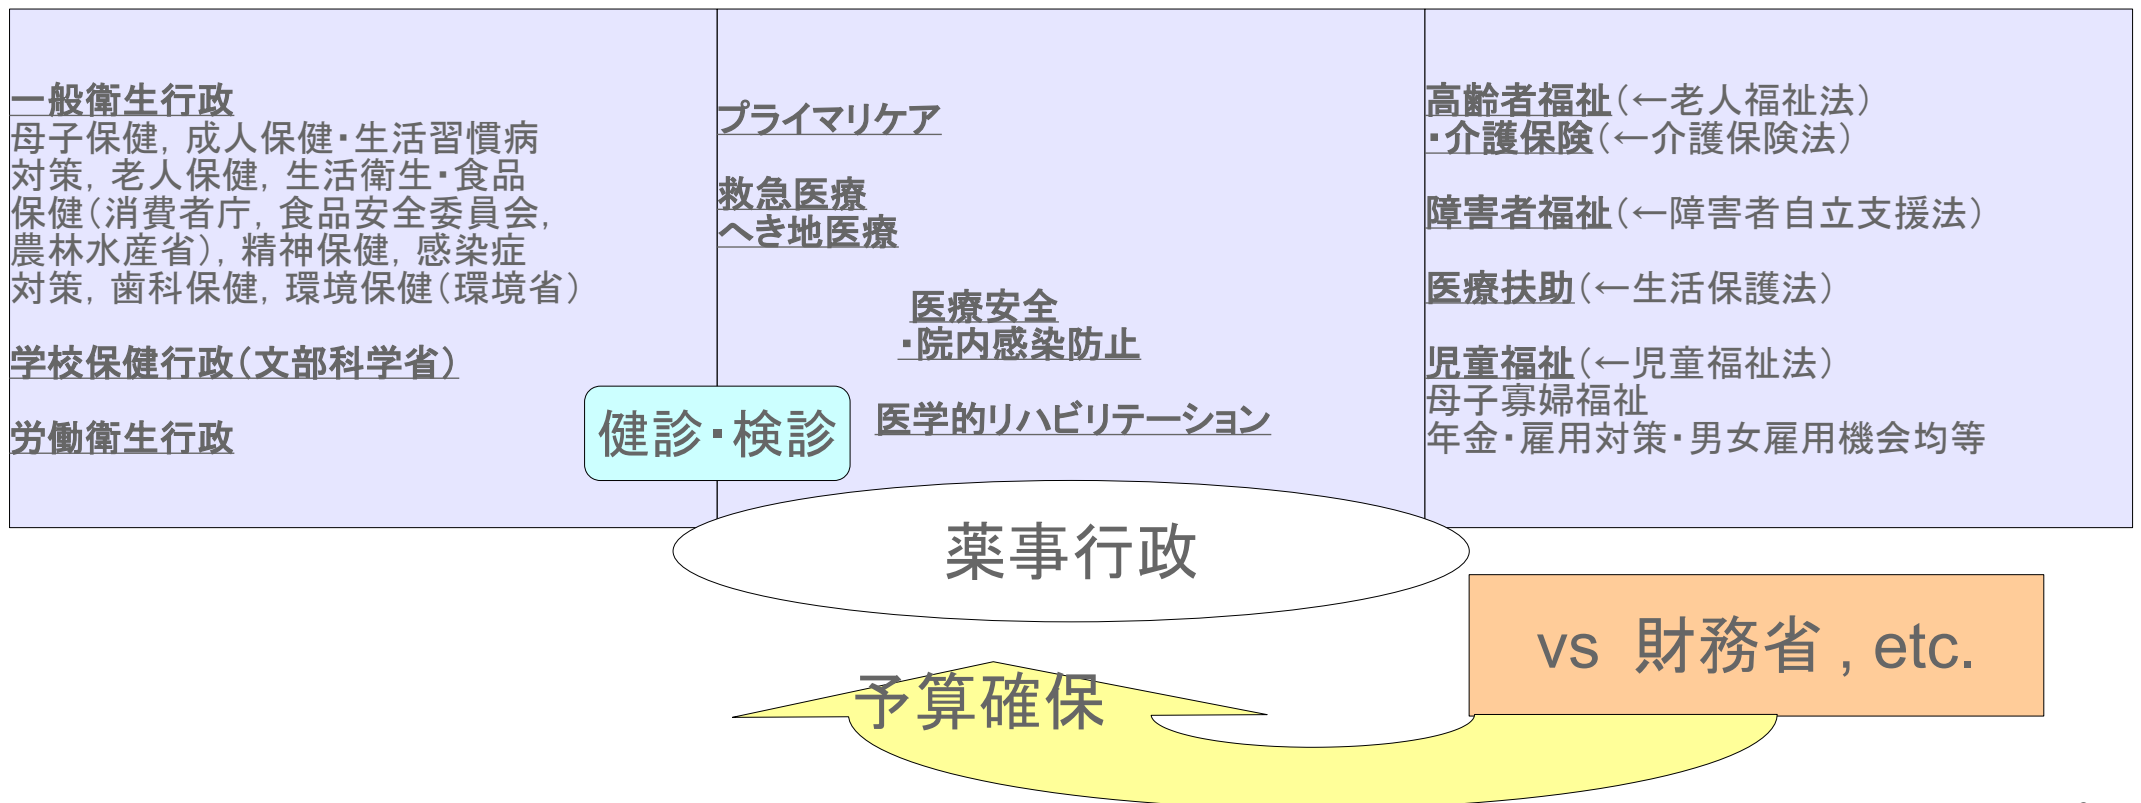 一般衛生行政
母子保健, 成人保健・生活習慣病
対策, 老人保健, 生活衛生・食品
保健(消費者庁, 食品安全委員会,
農林水産省), 精神保健, 感染症
対策, 歯科保健, 環境保健(環境省)
学校保健行政(文部科学省)
労働衛生行政
プライマリケア
救急医療
へき地医療
医療安全
・院内感染防止
医学的リハビリテーション
高齢者福祉(←老人福祉法)
・介護保険(←介護保険法)
障害者福祉(←障害者自立支援法)
医療扶助(←生活保護法)
児童福祉(←児童福祉法)
母子寡婦福祉
年金・雇用対策・男女雇用機会均等
健診・検診
薬事行政
vs 財務省 , etc.
予算確保